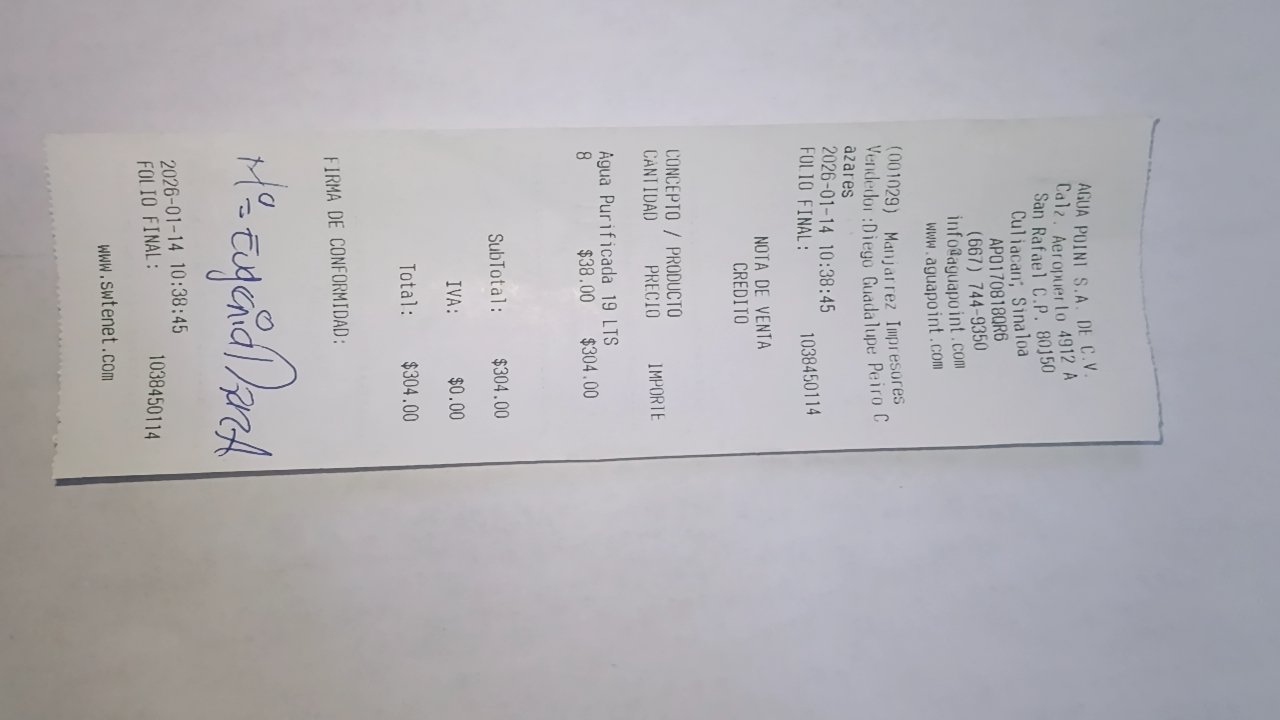 AGUA POINT S.A. DE C.V.
Calz. Aeropuerto 4912 A
San Rafael C.P. 80150
Culiacan; Sinaloa
APO170818QR6
(667) 744-9350
info@aguapoint.com
www.aguapoint.com
(001029) Manjarrez Impresores
Vendedor:Diego Guadalupe Peiro C
azares
2026-01-14 10:38:45
FOLIO FINAL: 1038450114
NOTA DE VENTA
CREDITO
CONCEPTO / PRODUCTO
CANTIDAD PRECIO IMPORTE
Agua Purificada 19 LTS
8 $38.00 $304.00
SubTotal: $304.00
IVA: $0.00
Total: $304.00
FIRMA DE CONFORMIDAD:
Mª= Eugenia
2026-01-14 10:38:45
FOLIO FINAL: 1038450114
www.swtenet.com